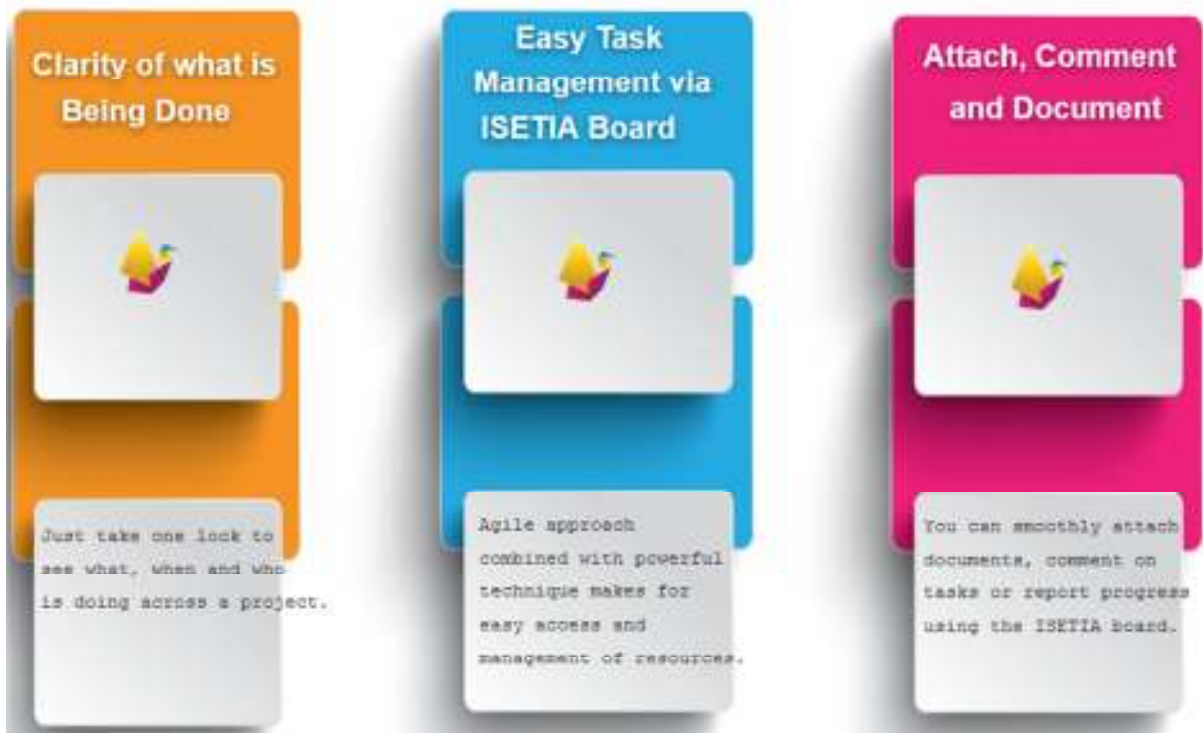 Clarity of what is
Being Done
Just take one look to
see what, when and who
is doing across a project.
Easy Task
Management via
ISETIA Board
Agile approach
combined with powerful
technique makes for
easy access and
management of resources.
Attach, Comment
and Document
You can smoothly attach
documents, comment on
tasks or report progress
using the ISETIA board.